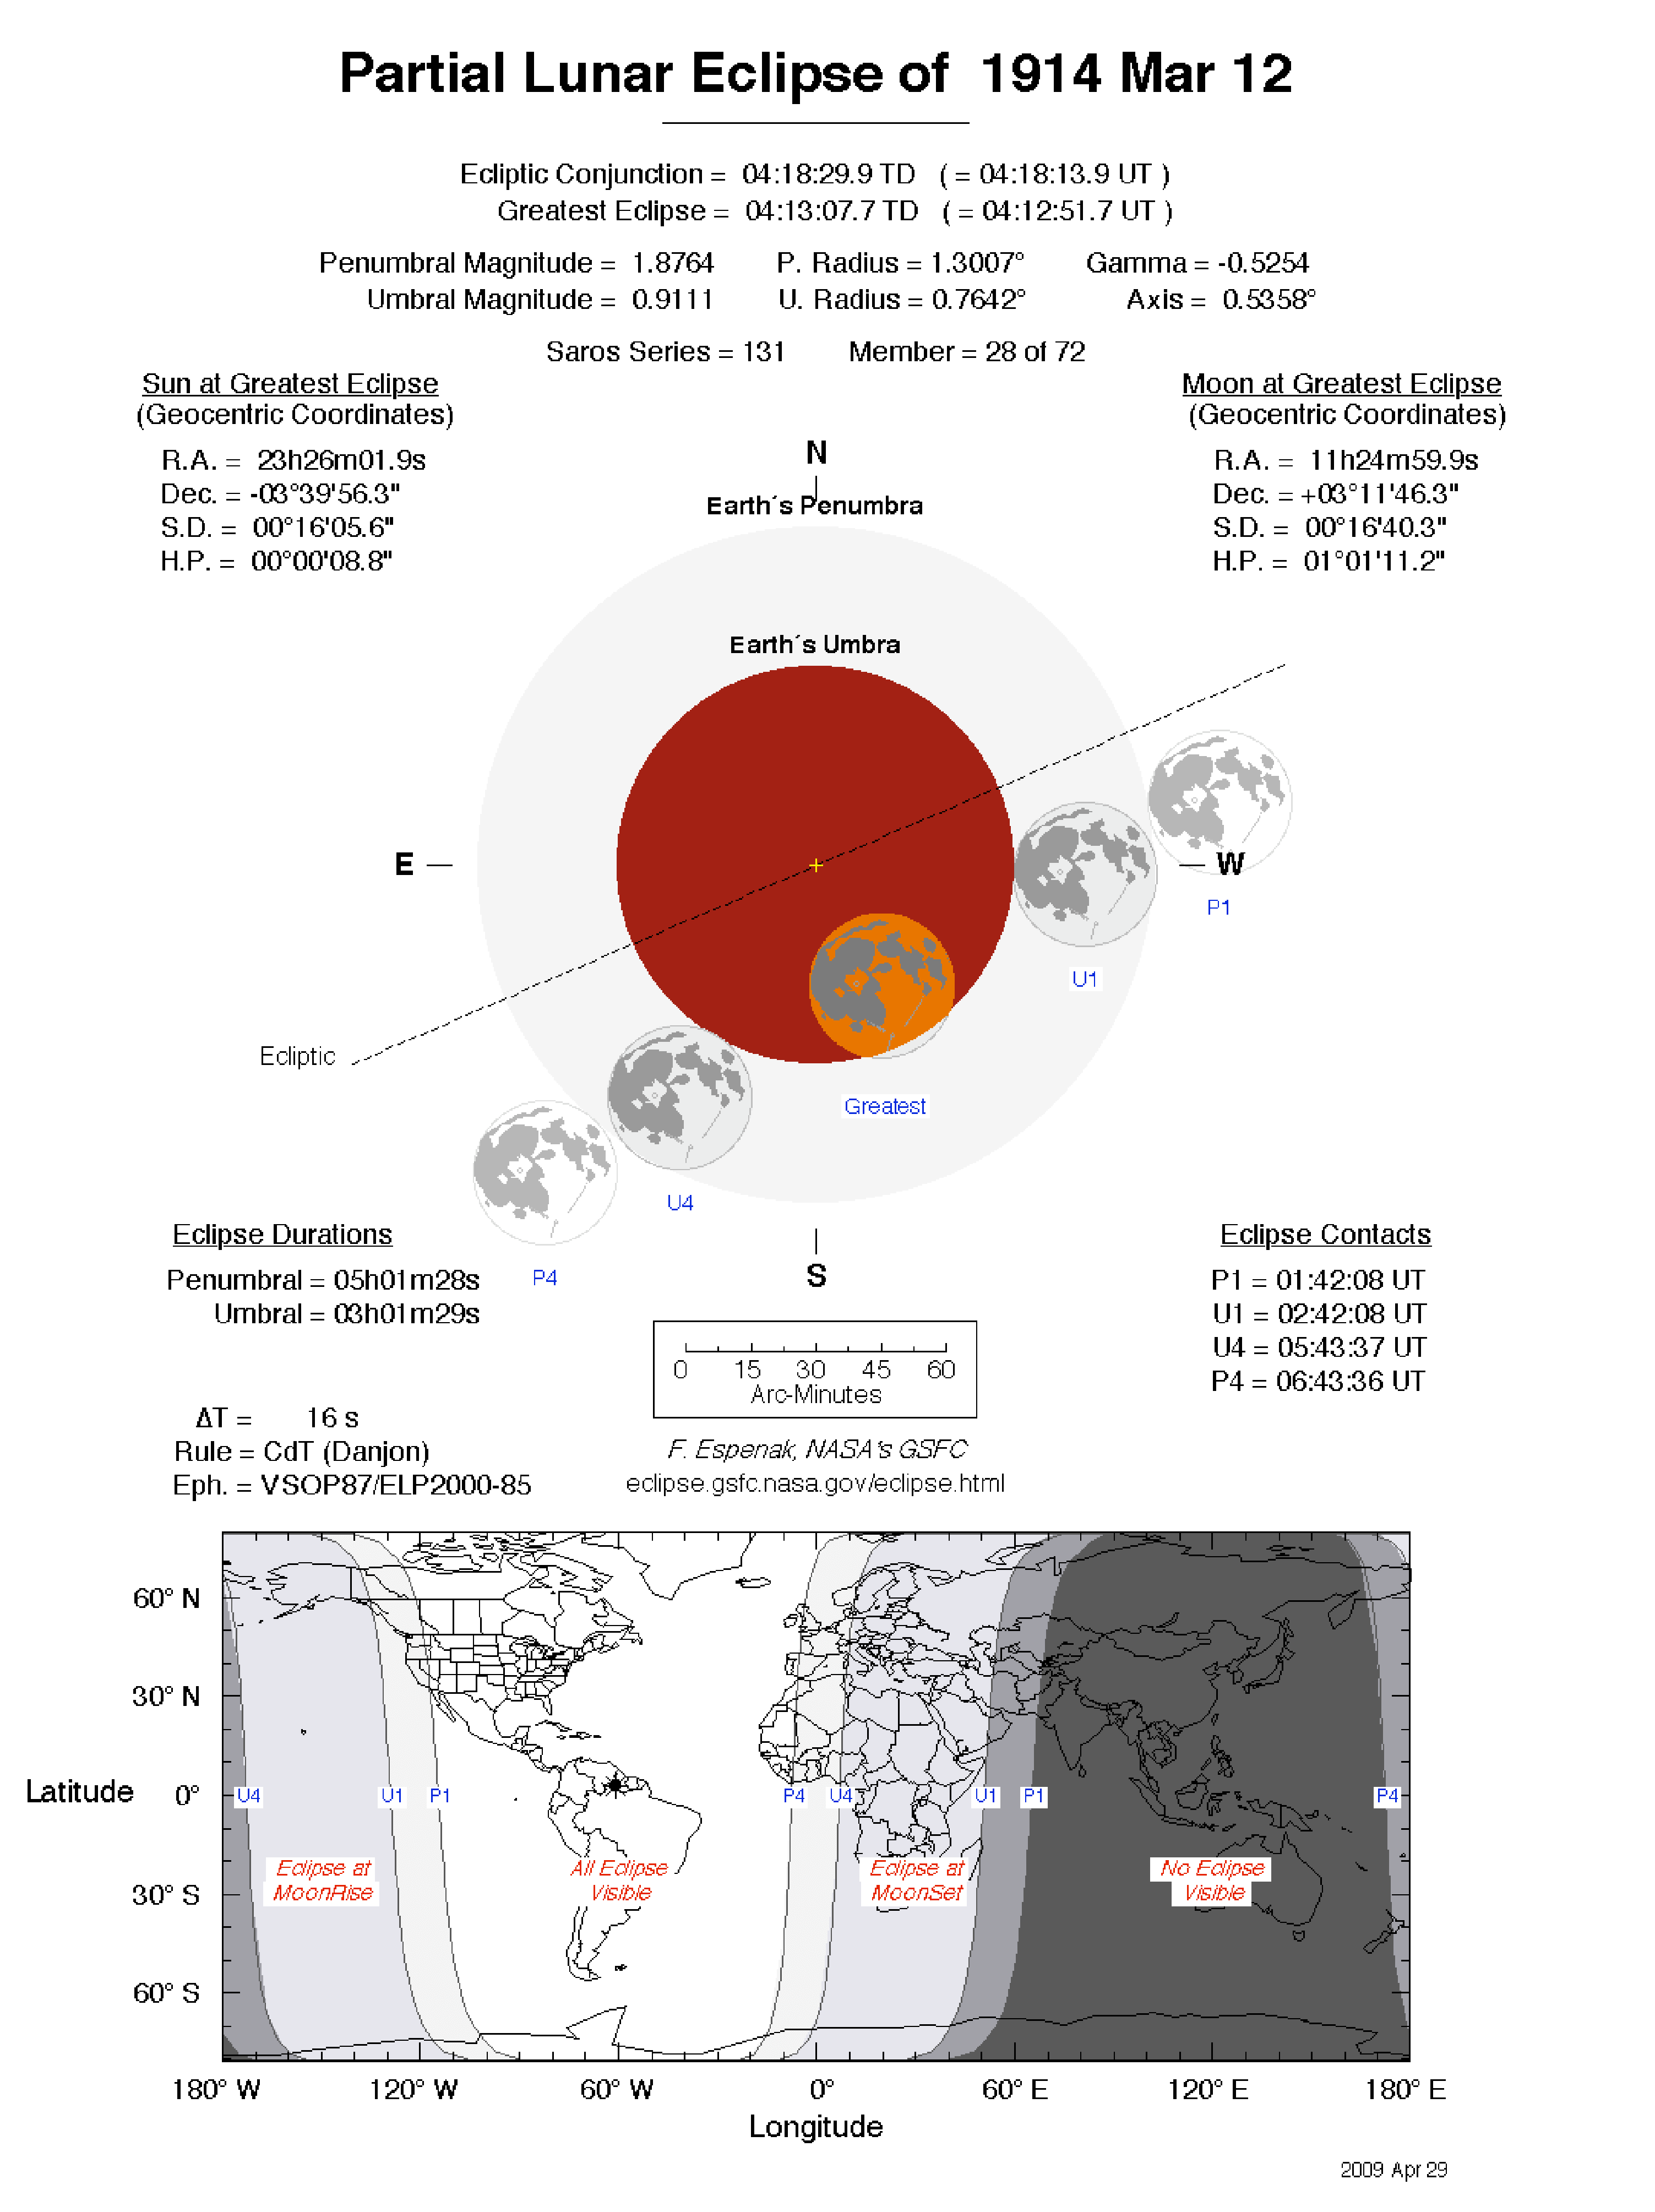 Partial Lunar Eclipse of 1914 Mar 12
Ecliptic Conjunction = 04:18:29.9 TD ( = 04:18:13.9 UT )
Greatest Eclipse = 04:13:07.7 TD ( = 04:12:51.7 UT )
Penumbral Magnitude = 1.8764 P. Radius = 1.3007° Gamma = -0.5254
Umbral Magnitude = 0.9111 U. Radius = 0.7642° Axis = 0.5358°
Saros Series = 131 Member = 28 of 72
Sun at Greatest Eclipse
(Geocentric Coordinates)
R.A. = 23h26m01.9s
Dec. = -03°39'56.3"
S.D. = 00°16'05.6"
H.P. = 00°00'08.8"
Moon at Greatest Eclipse
(Geocentric Coordinates)
R.A. = 11h24m59.9s
Dec. = +03°11'46.3"
S.D. = 00°16'40.3"
H.P. = 01°01'11.2"
N
Earth´s Penumbra
Earth´s Umbra
E
W
P1
U1
Ecliptic
Greatest
U4
P4
S
Eclipse Durations
Penumbral = 05h01m28s
Umbral = 03h01m29s
Eclipse Contacts
P1 = 01:42:08 UT
U1 = 02:42:08 UT
U4 = 05:43:37 UT
P4 = 06:43:36 UT
0 15 30 45 60
Arc-Minutes
ΔT = 16 s
Rule = CdT (Danjon)
Eph. = VSOP87/ELP2000-85
F. Espenak, NASA's GSFC
eclipse.gsfc.nasa.gov/eclipse.html
60° N
30° N
Latitude 0°
30° S
60° S
U4 U1 P1 P4 U4 U1 P1 P4
Eclipse at
MoonRise
All Eclipse
Visible
Eclipse at
MoonSet
No Eclipse
Visible
180° W 120° W 60° W 0° 60° E 120° E 180° E
Longitude
2009 Apr 29